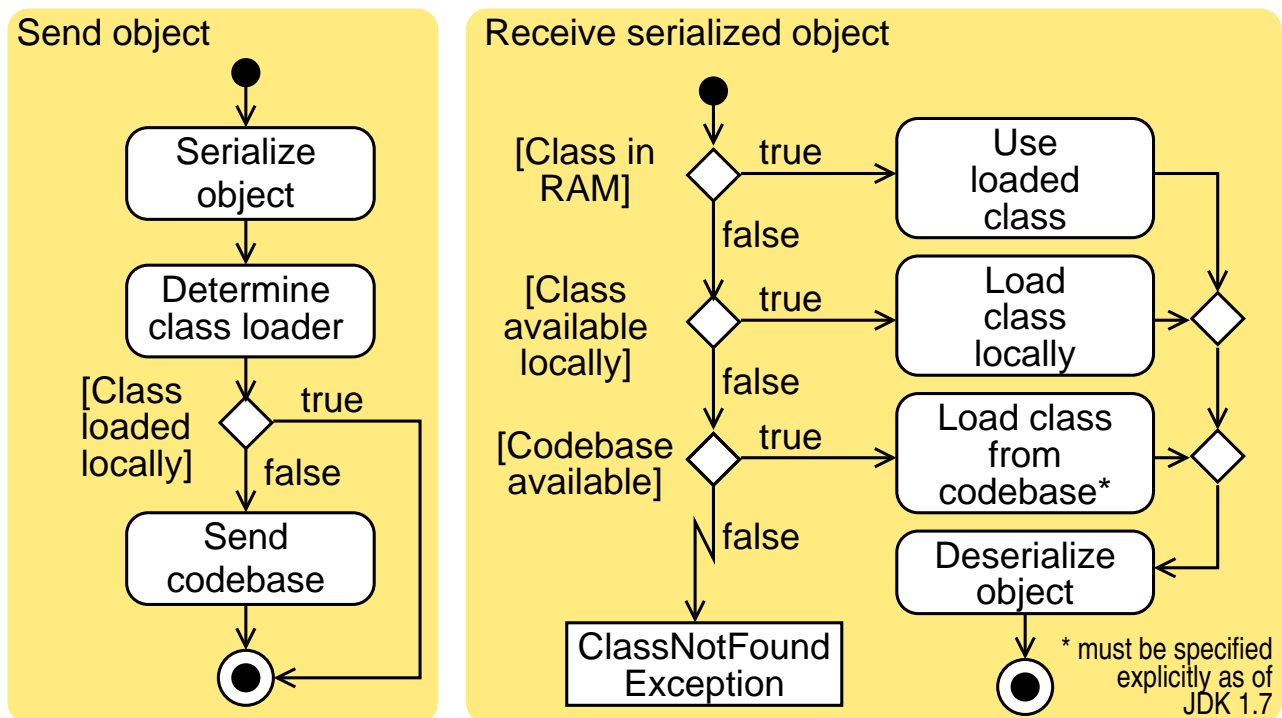 Send object
Serialize
object
Determine
class loader
[Class
loaded
locally]
true
false
Send
codebase
Receive serialized object
[Class in
RAM]
true
Use
loaded
class
false
[Class
available
locally]
true
Load
class
locally
false
[Codebase
available]
true
Load class
from
codebase*
false
Deserialize
object
ClassNotFound
Exception
* must be specified
explicitly as of
JDK 1.7